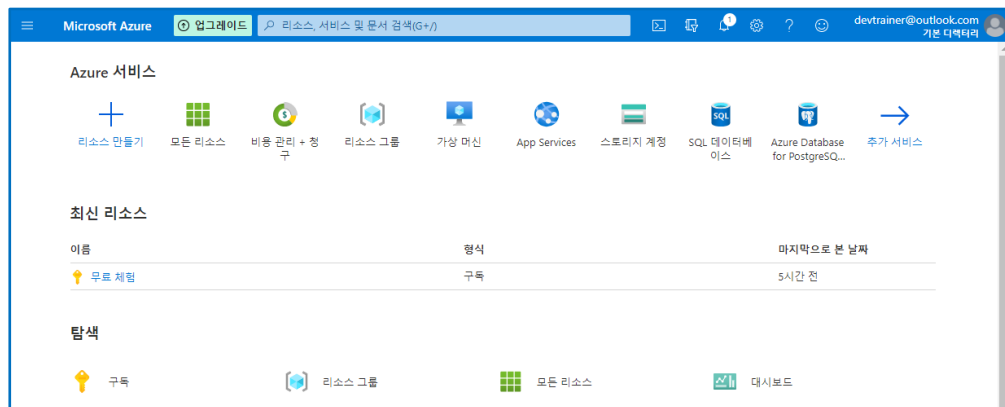 Microsoft Azure
업그레이드
리소스, 서비스 및 문서 검색(G+/)
1
?
devtrainer@outlook.com
기본 디렉터리
Azure 서비스
리소스 만들기
모든 리소스
비용 관리 + 청
구
리소스 그룹
가상 머신
App Services
스토리지 계정
SQL
SQL 데이터베
이스
Azure Database
for PostgreSQ...
추가 서비스
최신 리소스
이름 형식 마지막으로 본 날짜
무료 체험 구독 5시간 전
탐색
구독 리소스 그룹 모든 리소스 대시보드